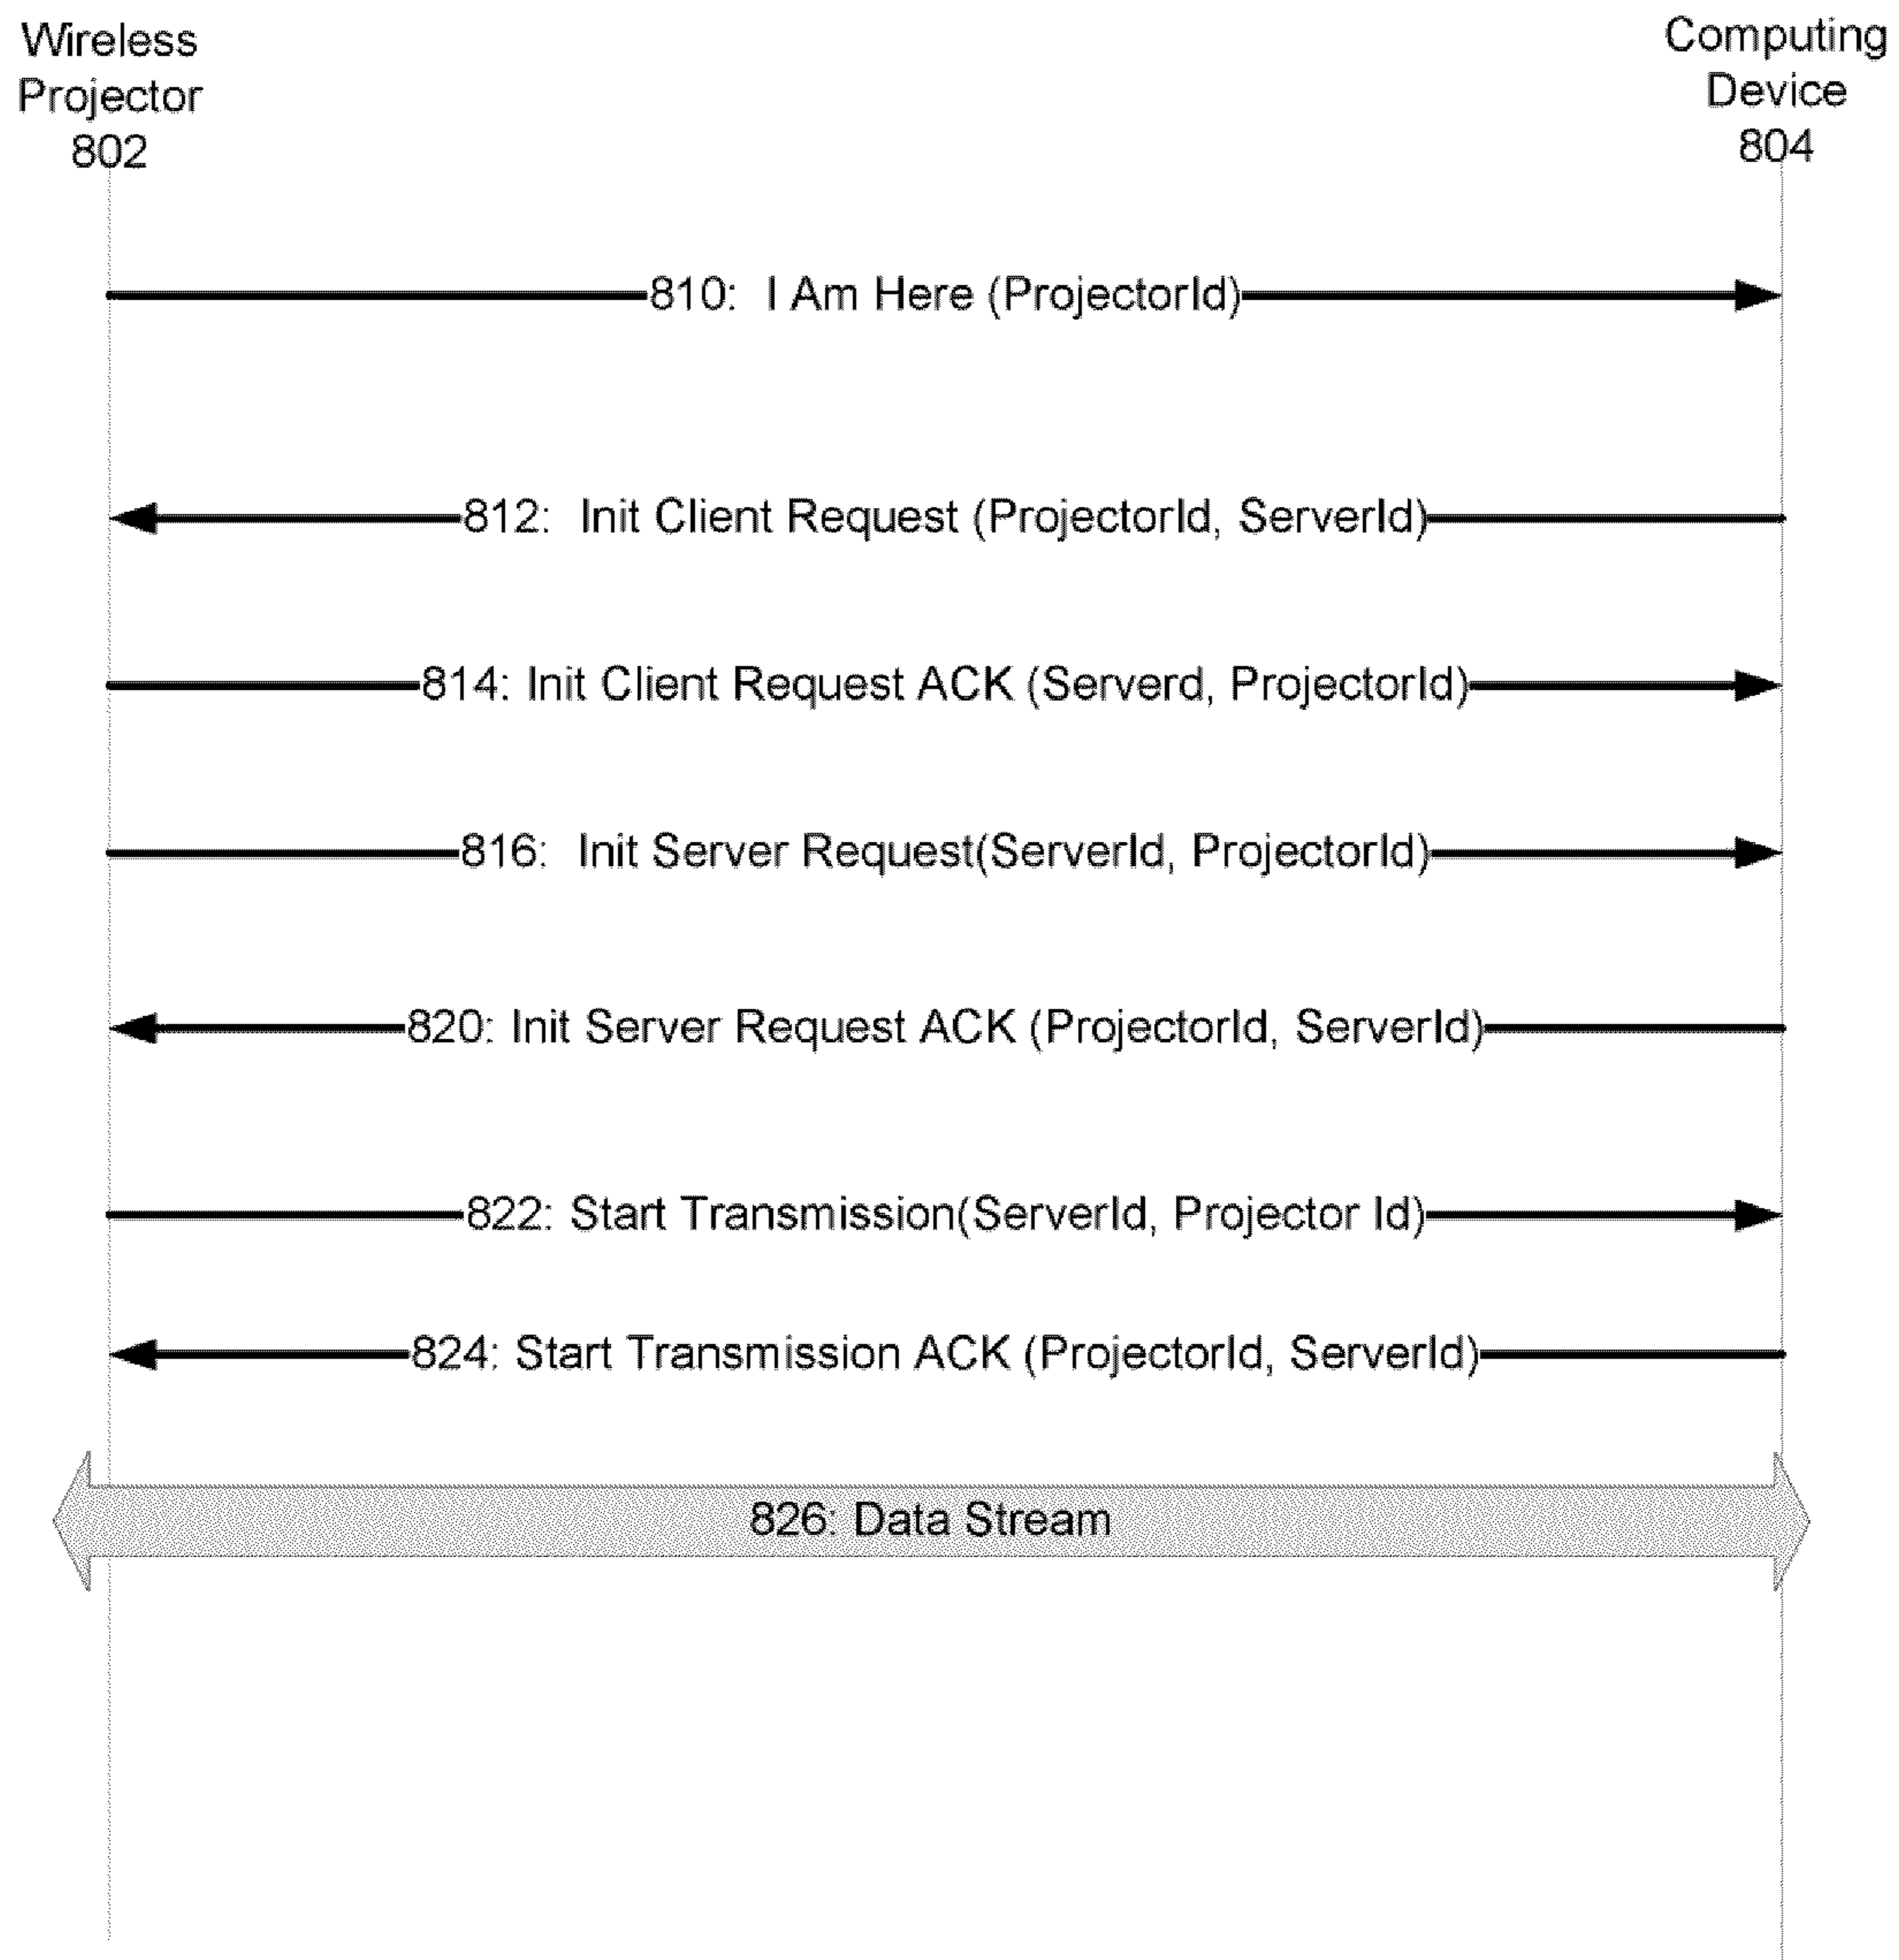 Wireless
Projector
802
Computing
Device
804
810: I Am Here (ProjectorId)
812: Init Client Request (ProjectorId, ServerId)
814: Init Client Request ACK (Serverd, ProjectorId)
816: Init Server Request(ServerId, ProjectorId)
820: Init Server Request ACK (ProjectorId, ServerId)
822: Start Transmission(ServerId, Projector Id)
824: Start Transmission ACK (ProjectorId, ServerId)
826: Data Stream